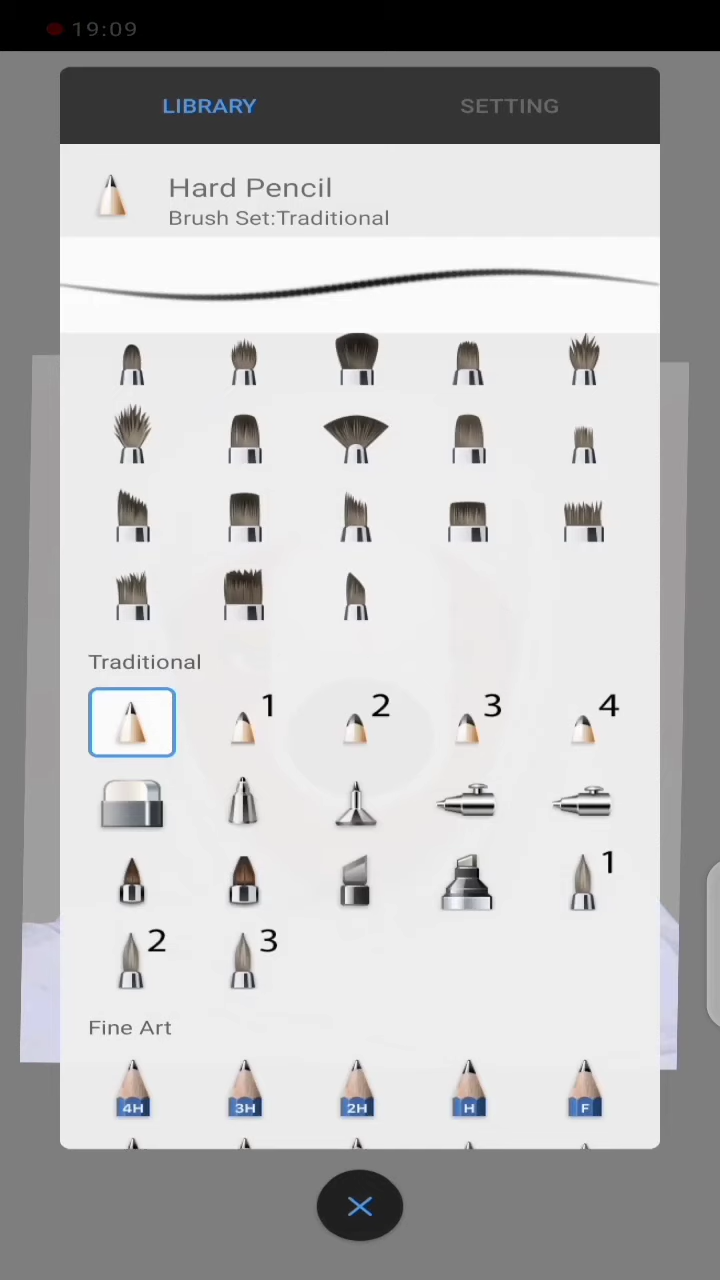 19:09
LIBRARY SETTING
Hard Pencil
Brush Set:Traditional
Traditional
1 2 3 4
1
2 3
Fine Art
4H 3H 2H H F